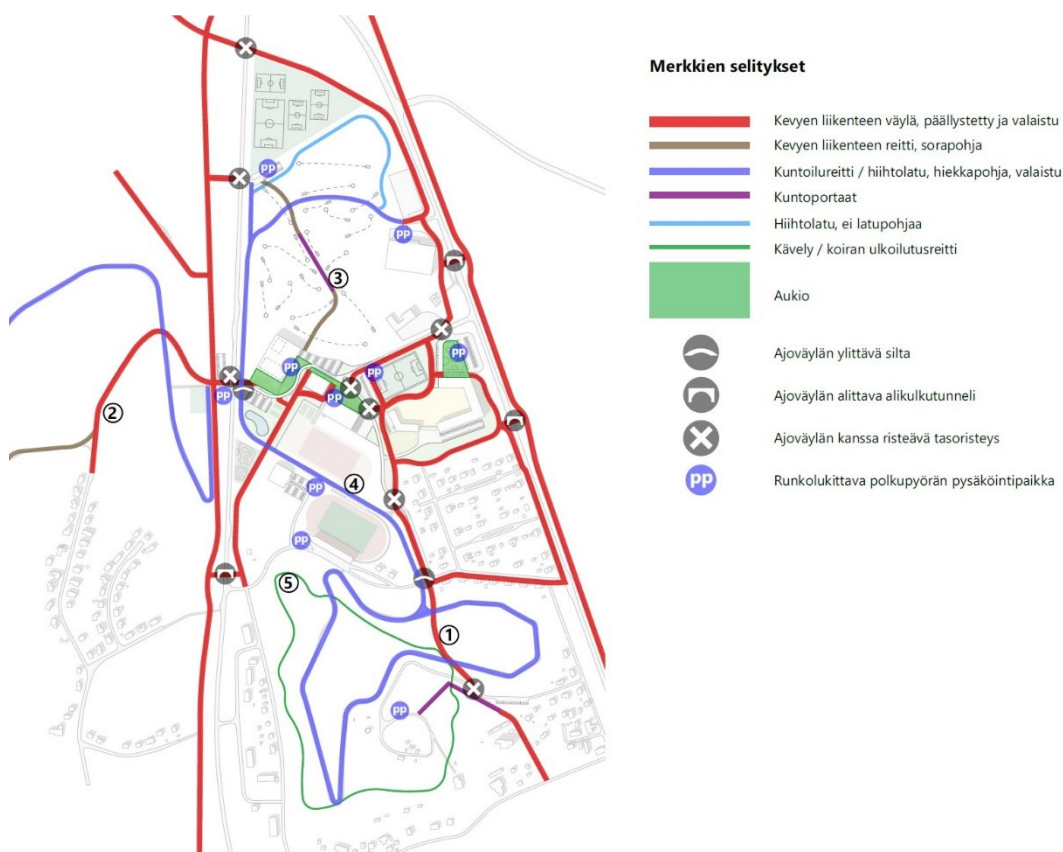 Merkkien selitykset
Kevyen liikenteen väylä, päällystetty ja valaistu
Kevyen liikenteen reitti, sorapohja
Kuntoilureitti / hiihtolatu, hiekkapohja, valaistu
Kuntoportaat
Hiihtolatu, ei latupohjaa
Kävely / koiran ulkoilutusreitti
Aukio
Ajoväylän ylittävä silta
Ajoväylän alittava alikulkutunneli
Ajoväylän kanssa risteävä tasoristeys
pp Runkolukittava polkupyörän pysäköintipaikka
pp
pp
3
pp
pp
pp
pp
pp
2
pp
4
pp
5
1
pp